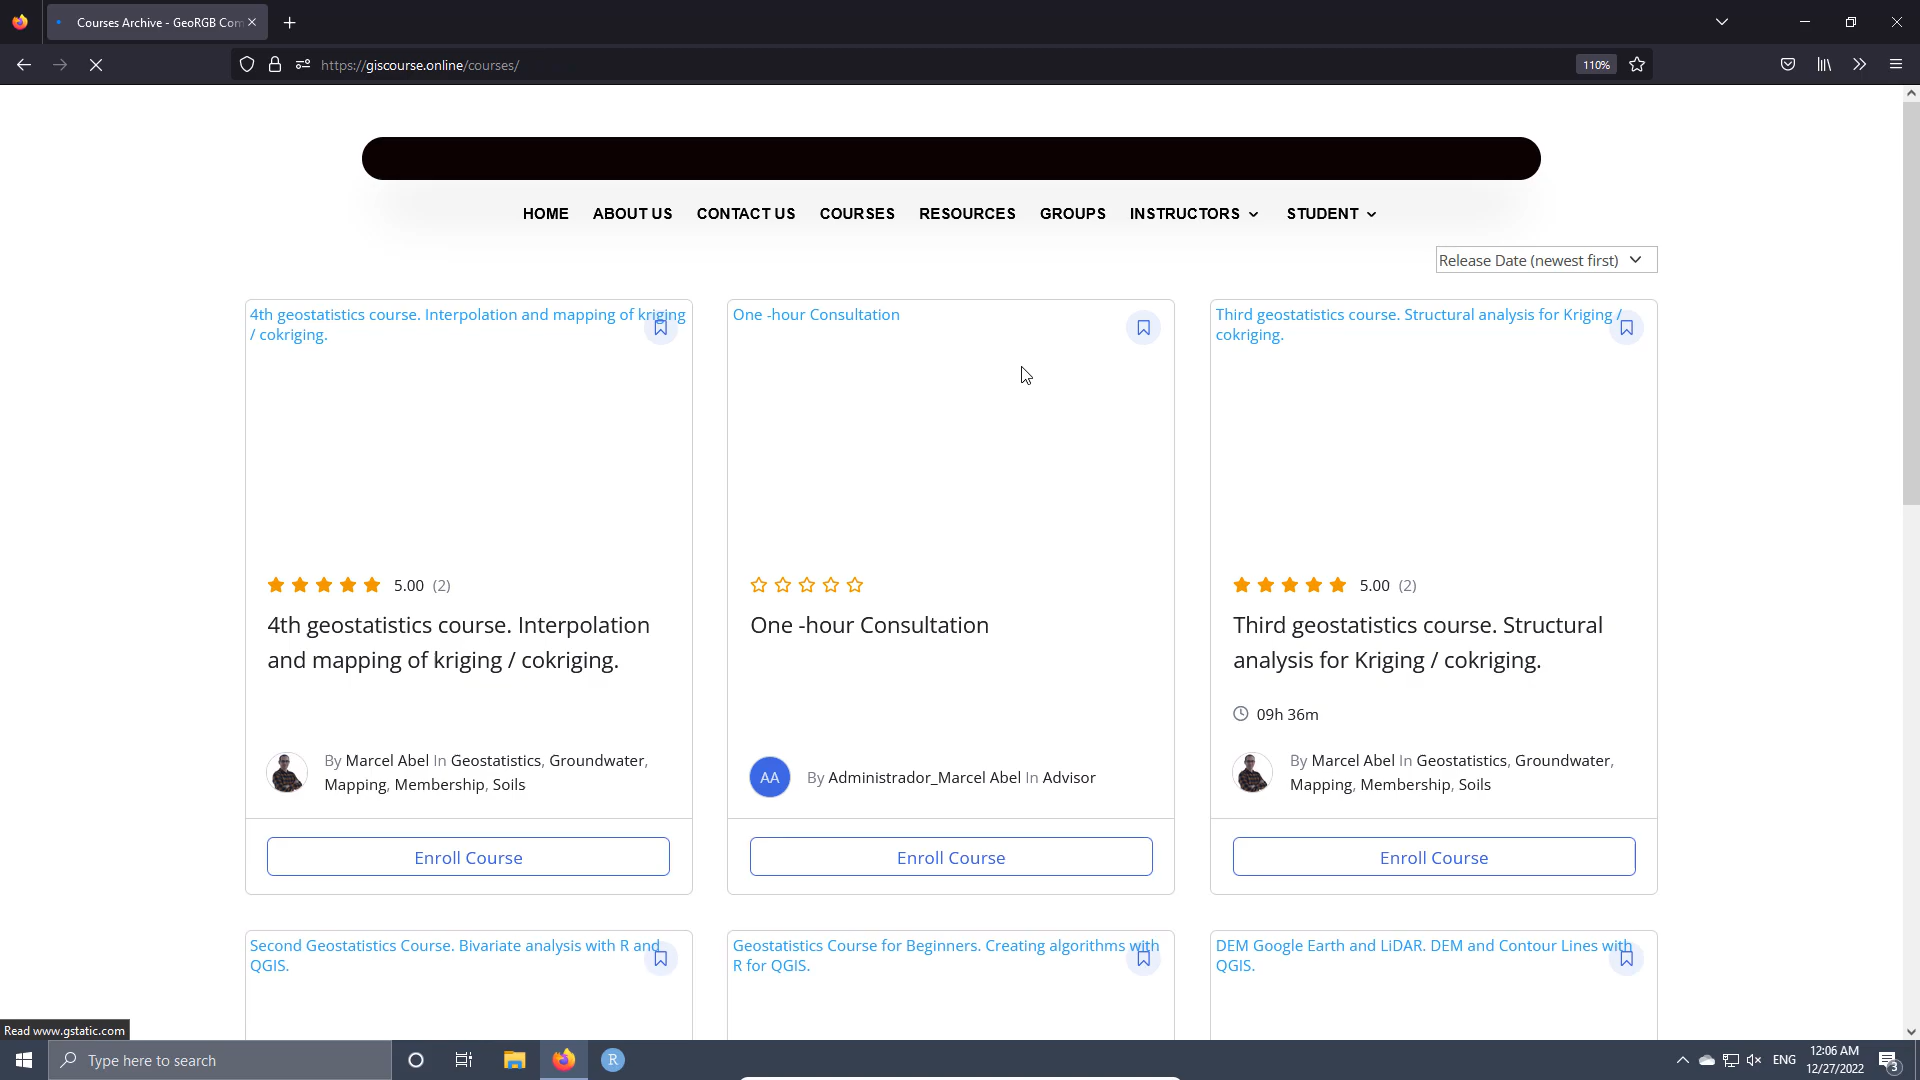 Courses Archive - GeoRGB Com
https://giscourse.online/courses/
110%
HOME ABOUT US CONTACT US COURSES RESOURCES GROUPS INSTRUCTORS STUDENT
Release Date (newest first)
4th geostatistics course. Interpolation and mapping of kriging
/ cokriging.
One -hour Consultation
Third geostatistics course. Structural analysis for Kriging /
cokriging.
5.00 (2)
5.00 (2)
4th geostatistics course. Interpolation
and mapping of kriging / cokriging.
One -hour Consultation
Third geostatistics course. Structural
analysis for Kriging / cokriging.
09h 36m
By Marcel Abel In Geostatistics, Groundwater,
Mapping, Membership, Soils
AA
By Administrador_Marcel Abel In Advisor
By Marcel Abel In Geostatistics, Groundwater,
Mapping, Membership, Soils
Enroll Course
Enroll Course
Enroll Course
Second Geostatistics Course. Bivariate analysis with R and
QGIS.
Geostatistics Course for Beginners. Creating algorithms with
R for QGIS.
DEM Google Earth and LiDAR. DEM and Contour Lines with
QGIS.
Read www.gstatic.com
Type here to search
R
ENG
12:06 AM
12/27/2022
3